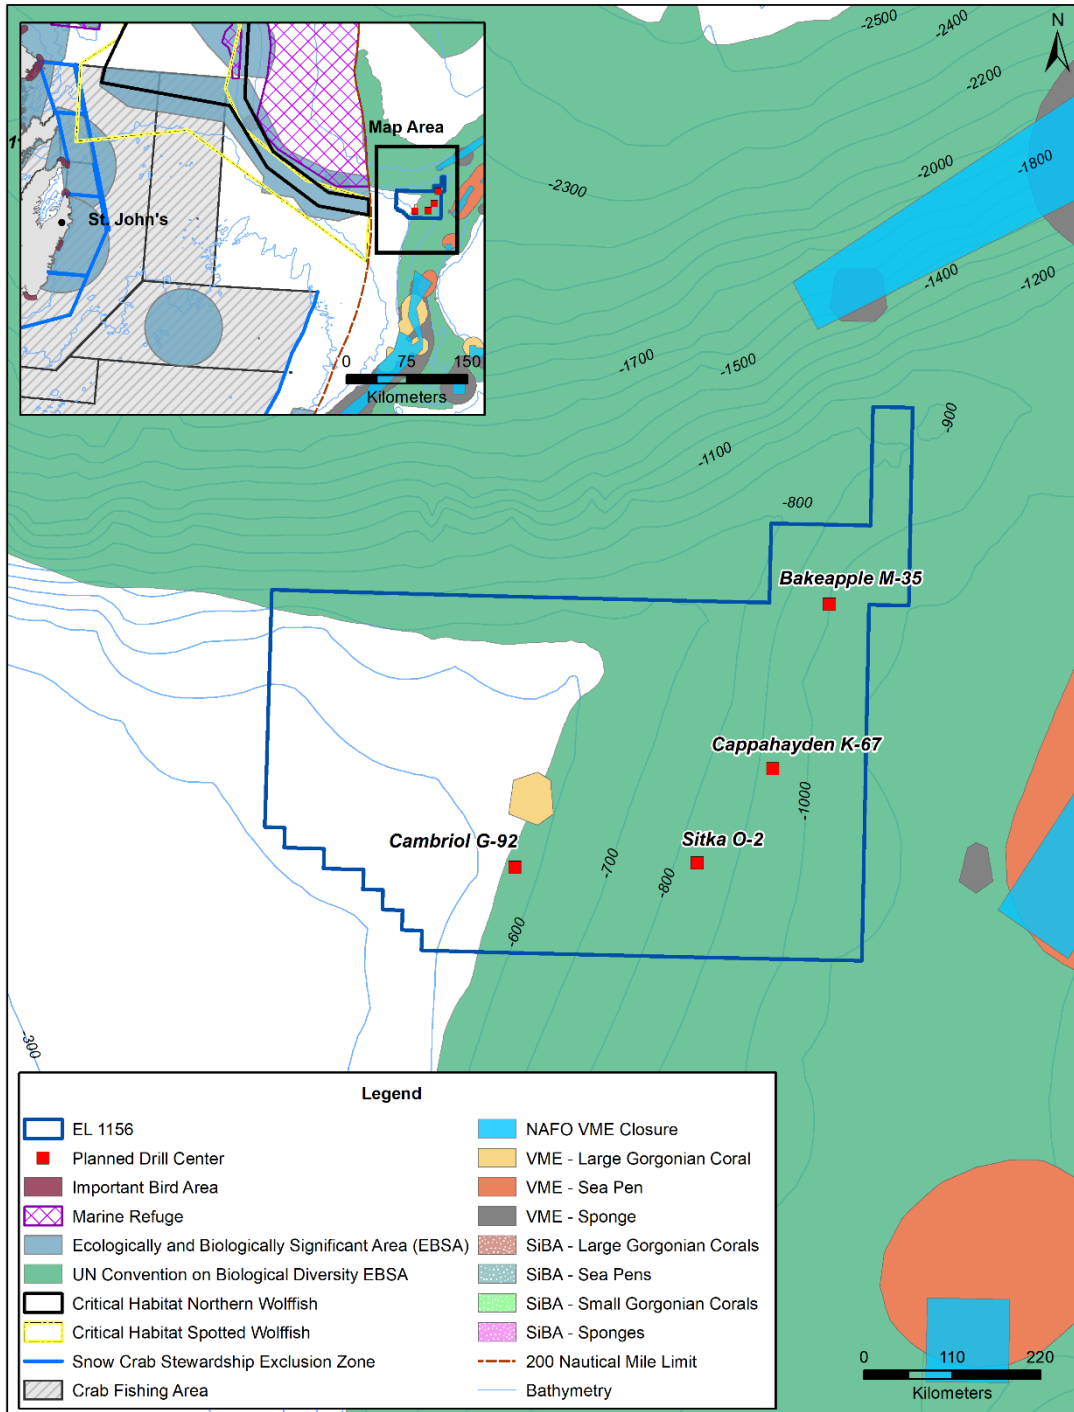 N
-2500
-2400
-2200
-2000
-1800
-2300
-1400
-1200
-1700
-1500
-1100
-900
-800
Map Area
St. John's
0 75 150
Kilometers
Bakeapple M-35
Cappahayden K-67
-1000
Cambriol G-92
Sitka O-2
-700
-800
-600
-300
Legend
EL 1156
Planned Drill Center
Important Bird Area
Marine Refuge
Ecologically and Biologically Significant Area (EBSA)
UN Convention on Biological Diversity EBSA
Critical Habitat Northern Wolffish
Critical Habitat Spotted Wolffish
Snow Crab Stewardship Exclusion Zone
Crab Fishing Area
NAFO VME Closure
VME - Large Gorgonian Coral
VME - Sea Pen
VME - Sponge
SiBA - Large Gorgonian Corals
SiBA - Sea Pens
SiBA - Small Gorgonian Corals
SiBA - Sponges
200 Nautical Mile Limit
Bathymetry
0 110 220
Kilometers